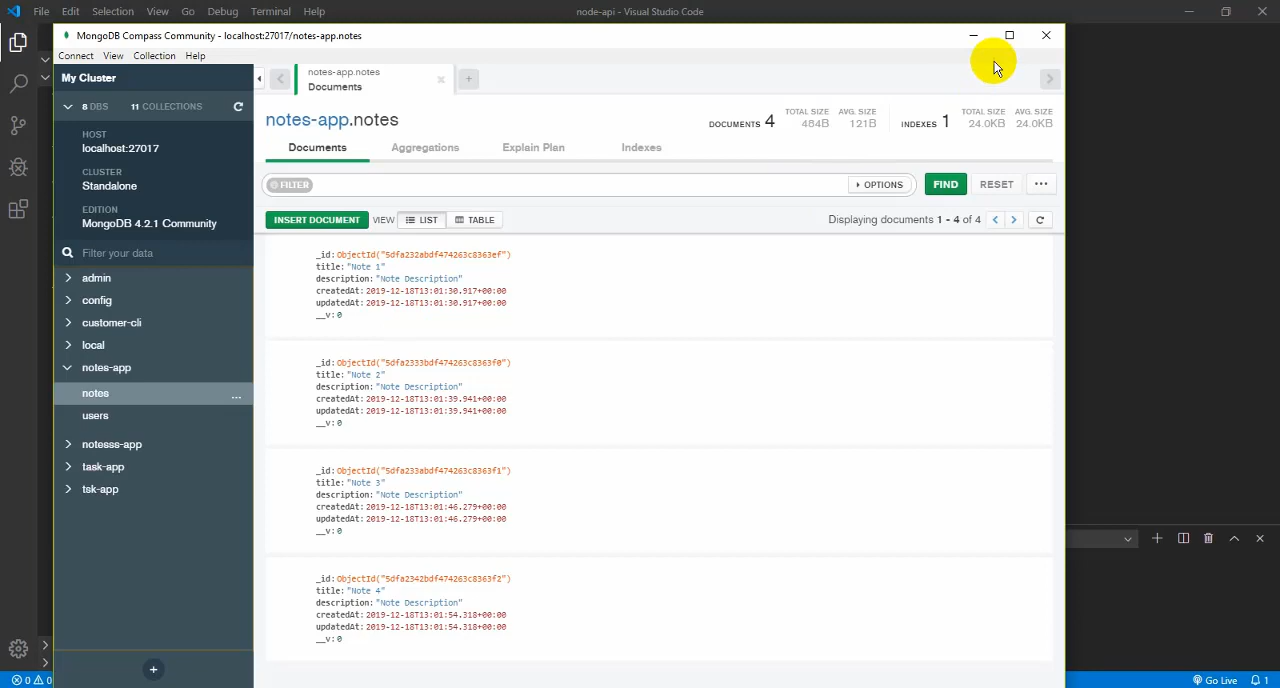 File Edit Selection View Go Debug Terminal Help node-api - Visual Studio Code
MongoDB Compass Community - localhost:27017/notes-app.notes
Connect View Collection Help
My Cluster
8 DBS 11 COLLECTIONS
HOST
localhost:27017
CLUSTER
Standalone
EDITION
MongoDB 4.2.1 Community
Filter your data
admin
config
customer-cli
local
notes-app
notes ...
users
notesss-app
task-app
tsk-app
notes-app.notes
Documents
notes-app.notes
DOCUMENTS 4 TOTAL SIZE 484B AVG. SIZE 121B INDEXES 1 TOTAL SIZE 24.0KB AVG. SIZE 24.0KB
Documents Aggregations Explain Plan Indexes
FILTER OPTIONS FIND RESET ...
INSERT DOCUMENT VIEW LIST TABLE Displaying documents 1 - 4 of 4
_id: ObjectId("5dfa232abdf474263c8363ef")
title: "Note 1"
description: "Note Description"
createdAt: 2019-12-18T13:01:30.917+00:00
updatedAt: 2019-12-18T13:01:30.917+00:00
__v: 0
_id: ObjectId("5dfa2333bdf474263c8363f0")
title: "Note 2"
description: "Note Description"
createdAt: 2019-12-18T13:01:39.941+00:00
updatedAt: 2019-12-18T13:01:39.941+00:00
__v: 0
_id: ObjectId("5dfa233abdf474263c8363f1")
title: "Note 3"
description: "Note Description"
createdAt: 2019-12-18T13:01:46.279+00:00
updatedAt: 2019-12-18T13:01:46.279+00:00
__v: 0
_id: ObjectId("5dfa2342bdf474263c8363f2")
title: "Note 4"
description: "Note Description"
createdAt: 2019-12-18T13:01:54.318+00:00
updatedAt: 2019-12-18T13:01:54.318+00:00
__v: 0
0 0 Go Live 1